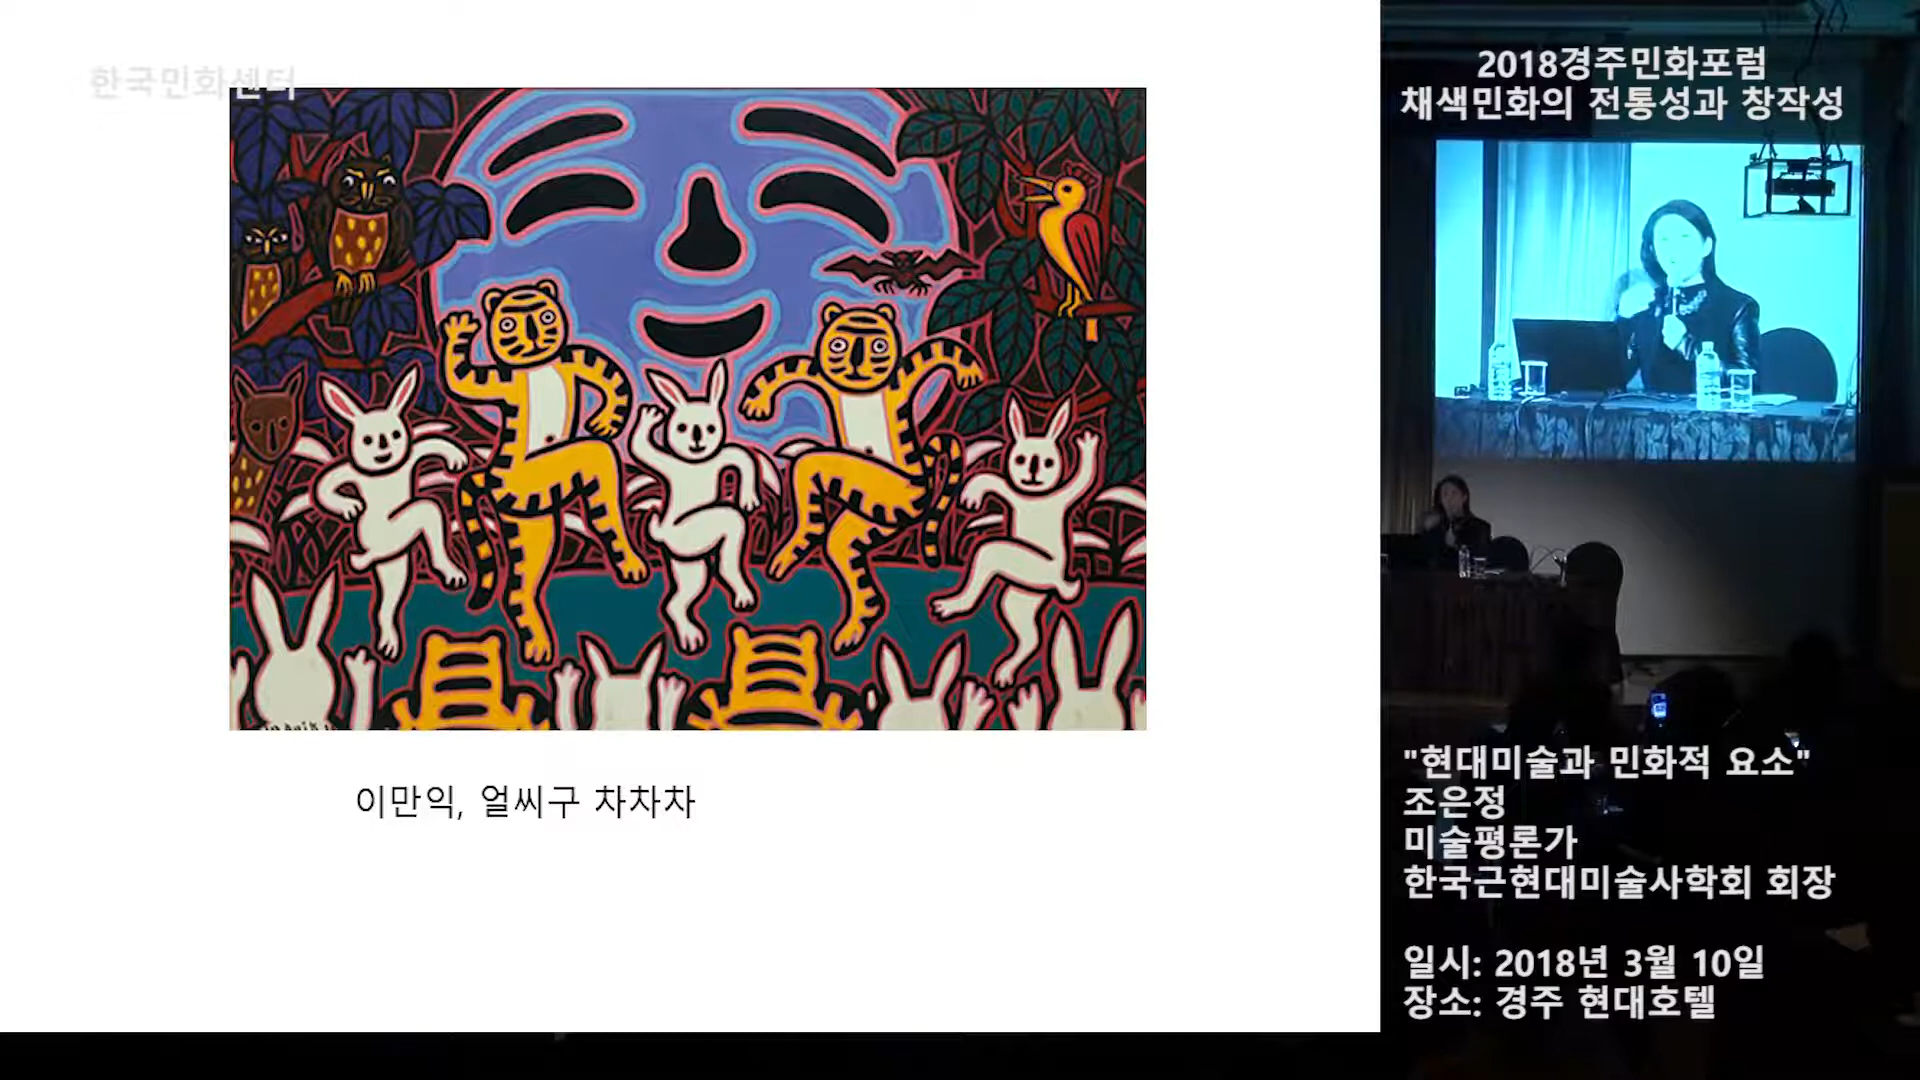 한국민화센터
이만익, 얼씨구 차차차
2018경주민화포럼
채색민화의 전통성과 창작성
"현대미술과 민화적 요소"
조은정
미술평론가
한국근현대미술사학회 회장
일시: 2018년 3월 10일
장소: 경주 현대호텔